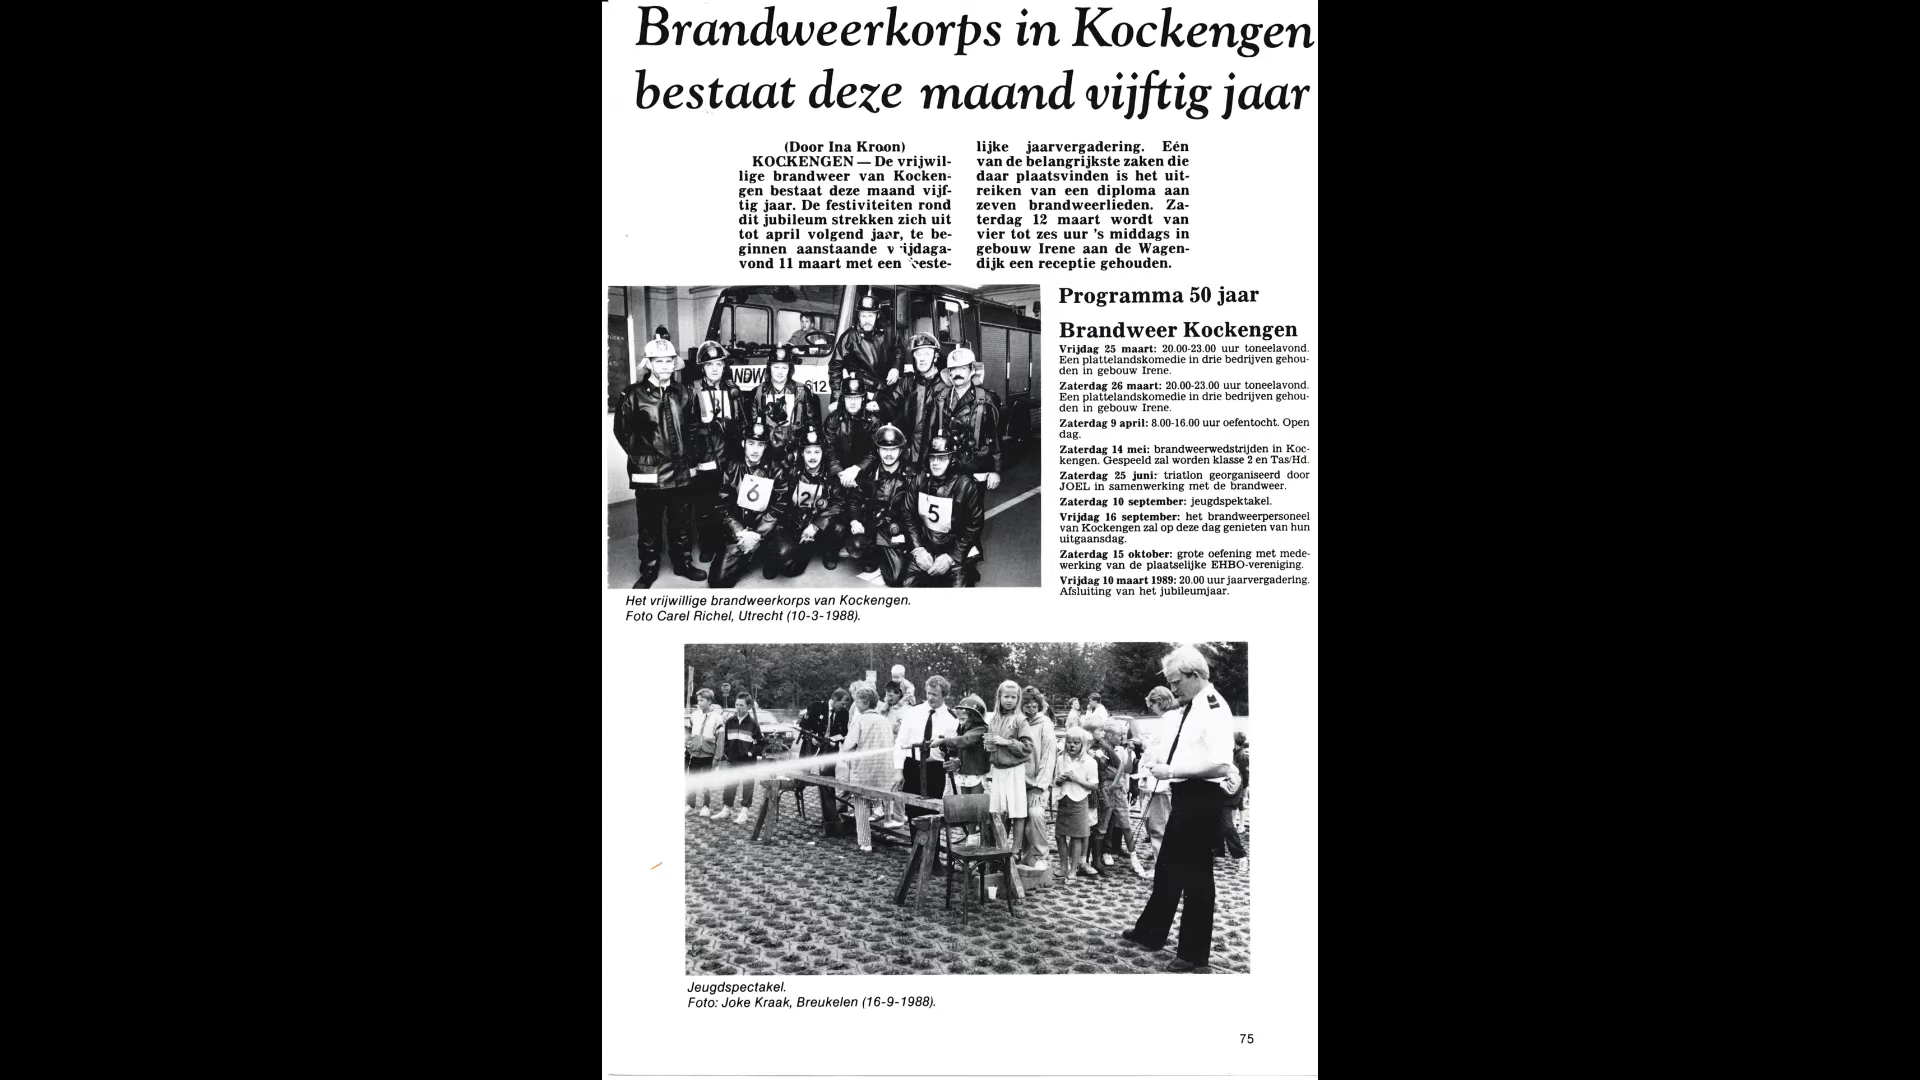 Brandweerkorps in Kockengen
bestaat deze maand vijftig jaar
(Door Ina Kroon)
KOCKENGEN — De vrijwil-
lige brandweer van Kocken-
gen bestaat deze maand vijf-
tig jaar. De festiviteiten rond
dit jubileum strekken zich uit
tot april volgend jaar, te be-
ginnen aanstaande vrijdaga-
vond 11 maart met een feeste-
lijke jaarvergadering. Eén
van de belangrijkste zaken die
daar plaatsvinden is het uit-
reiken van een diploma aan
zeven brandweerlieden. Za-
terdag 12 maart wordt van
vier tot zes uur 's middags in
gebouw Irene aan de Wagen-
dijk een receptie gehouden.
Programma 50 jaar
Brandweer Kockengen
Vrijdag 25 maart: 20.00-23.00 uur toneelavond.
Een plattelandskomedie in drie bedrijven gehou-
den in gebouw Irene.
Zaterdag 26 maart: 20.00-23.00 uur toneelavond.
Een plattelandskomedie in drie bedrijven gehou-
den in gebouw Irene.
Zaterdag 9 april: 8.00-16.00 uur oefentocht. Open
dag.
Zaterdag 14 mei: brandweerwedstrijden in Koc-
kengen. Gespeeld zal worden klasse 2 en Tas/Hd.
Zaterdag 25 juni: triatlon georganiseerd door
JOEL in samenwerking met de brandweer.
Zaterdag 10 september: jeugdspektakel.
Vrijdag 16 september: het brandweerpersoneel
van Kockengen zal op deze dag genieten van hun
uitgaansdag.
Zaterdag 15 oktober: grote oefening met mede-
werking van de plaatselijke EHBO-vereniging.
Vrijdag 10 maart 1989: 20.00 uur jaarvergadering.
Afsluiting van het jubileumjaar.
ANDW
612
6
2
5
Het vrijwillige brandweerkorps van Kockengen.
Foto Carel Richel, Utrecht (10-3-1988).
Jeugdspectakel.
Foto: Joke Kraak, Breukelen (16-9-1988).
75